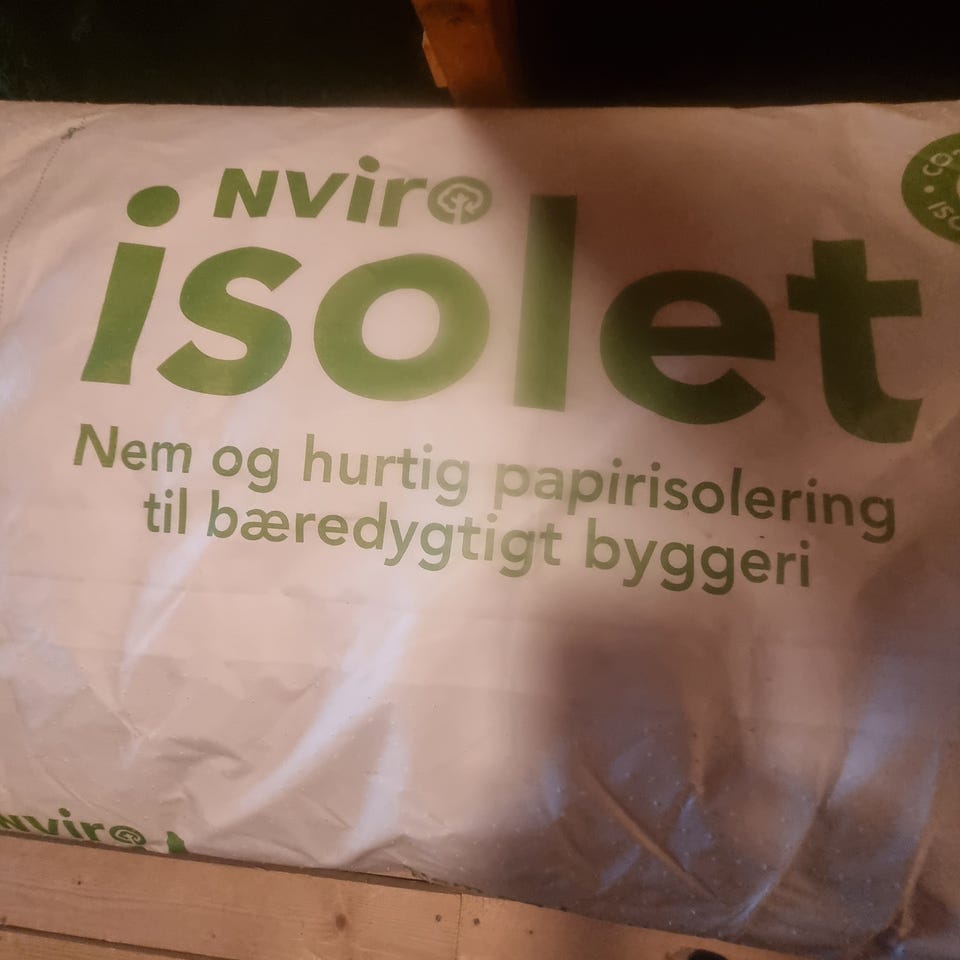 Nviro
isolet
Nem og hurtig papirisolering
til bæredygtigt byggeri
Nviro